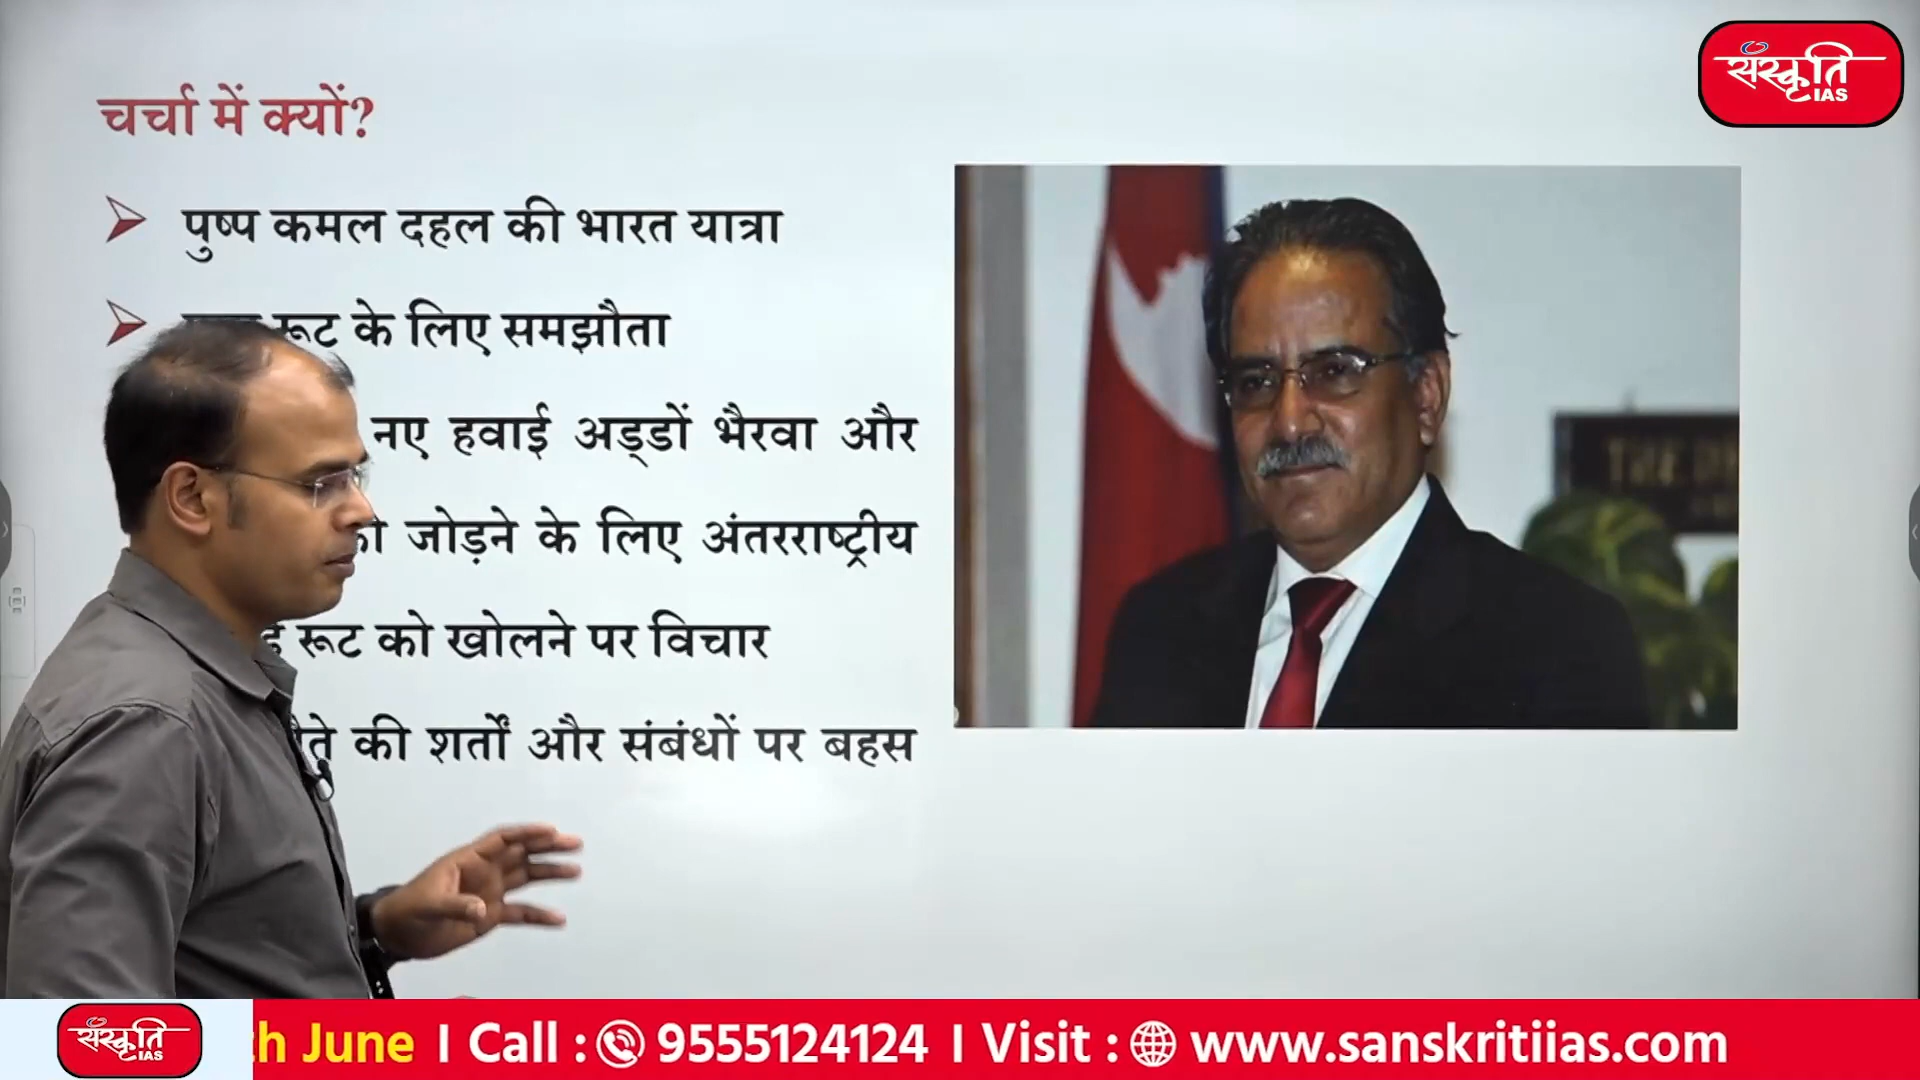 संस्कृति
IAS
चर्चा में क्यों?
पुष्प कमल दहल की भारत यात्रा
रूट के लिए समझौता
नए हवाई अड्डों भैरवा और
जोड़ने के लिए अंतरराष्ट्रीय
रूट को खोलने पर विचार
की शर्तों और संबंधों पर बहस
संस्कृति
IAS
June I Call : 9555124124 I Visit : www.sanskritiias.com